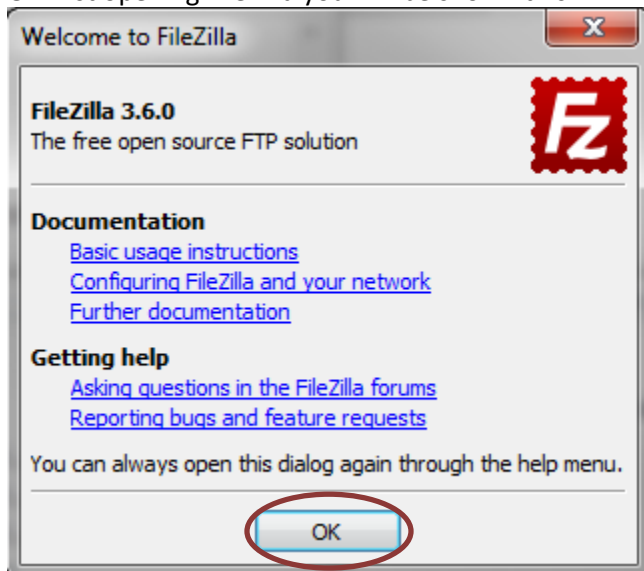 Welcome to FileZilla
FileZilla 3.6.0
The free open source FTP solution
Fz
Documentation
Basic usage instructions
Configuring FileZilla and your network
Further documentation
Getting help
Asking questions in the FileZilla forums
Reporting bugs and feature requests
You can always open this dialog again through the help menu.
OK